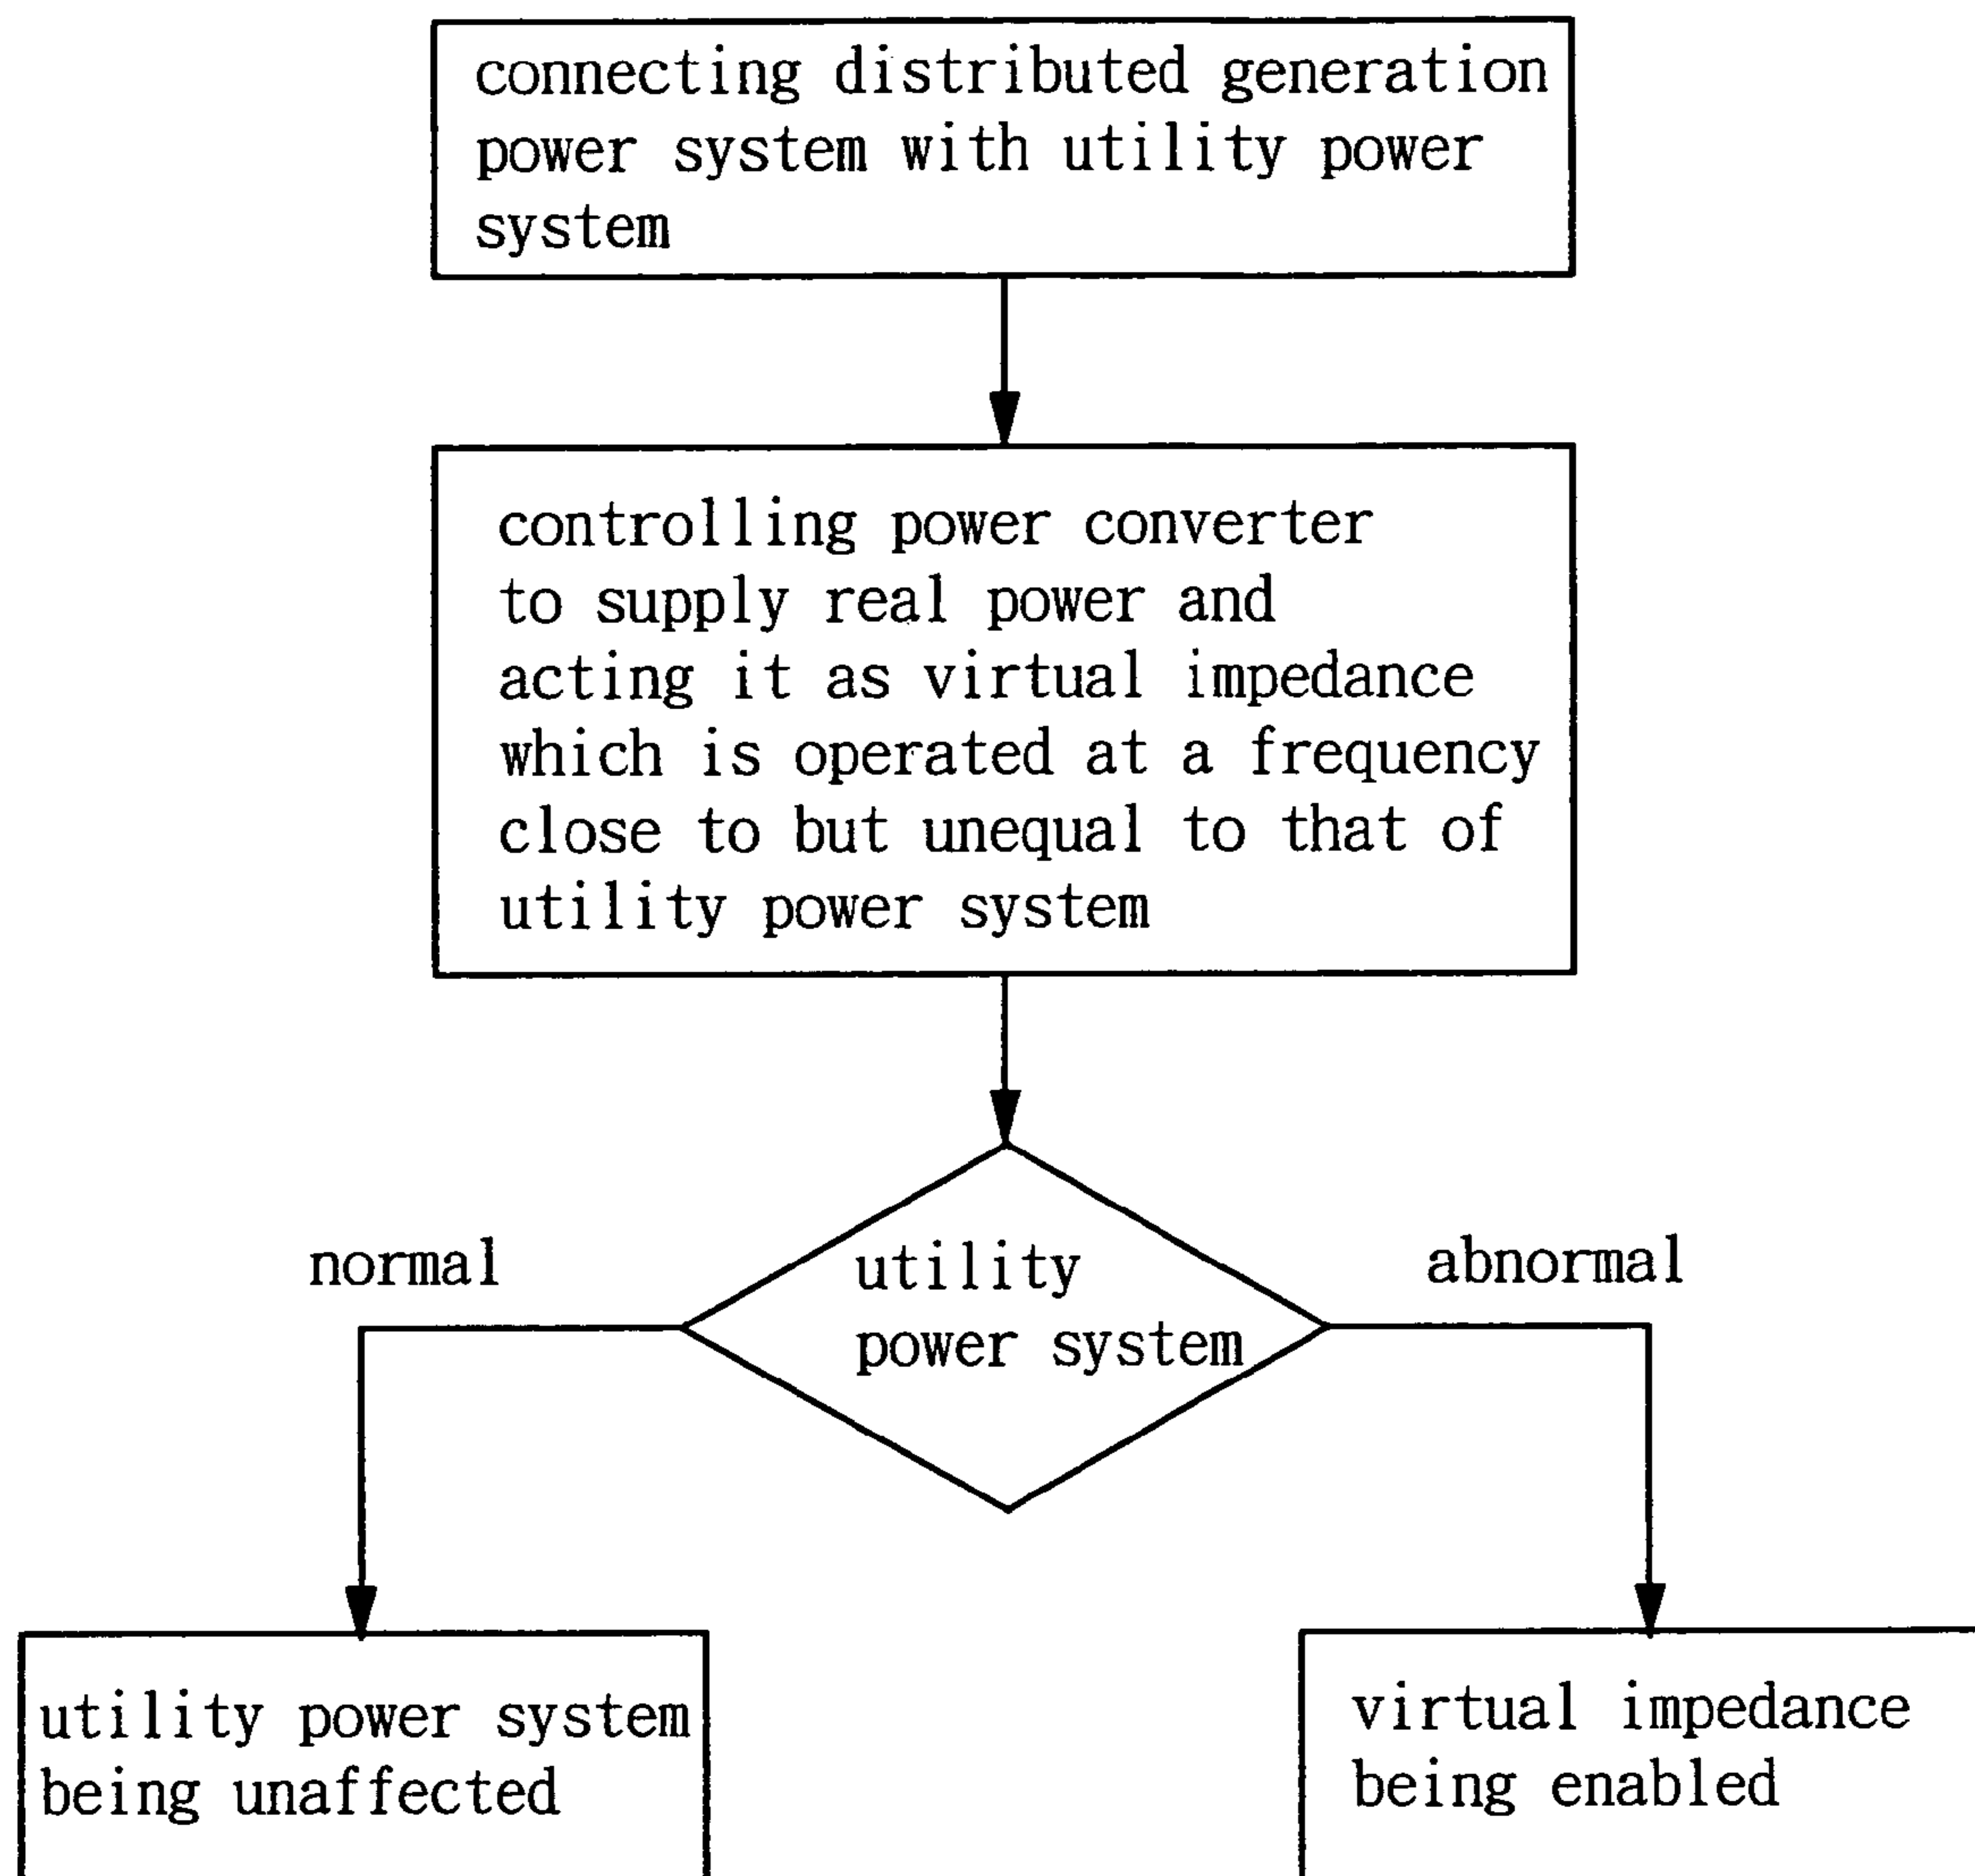 connecting distributed generation
power system with utility power
system
controlling power converter
to supply real power and
acting it as virtual impedance
which is operated at a frequency
close to but unequal to that of
utility power system
normal
utility
power system
abnormal
utility power system
being unaffected
virtual impedance
being enabled